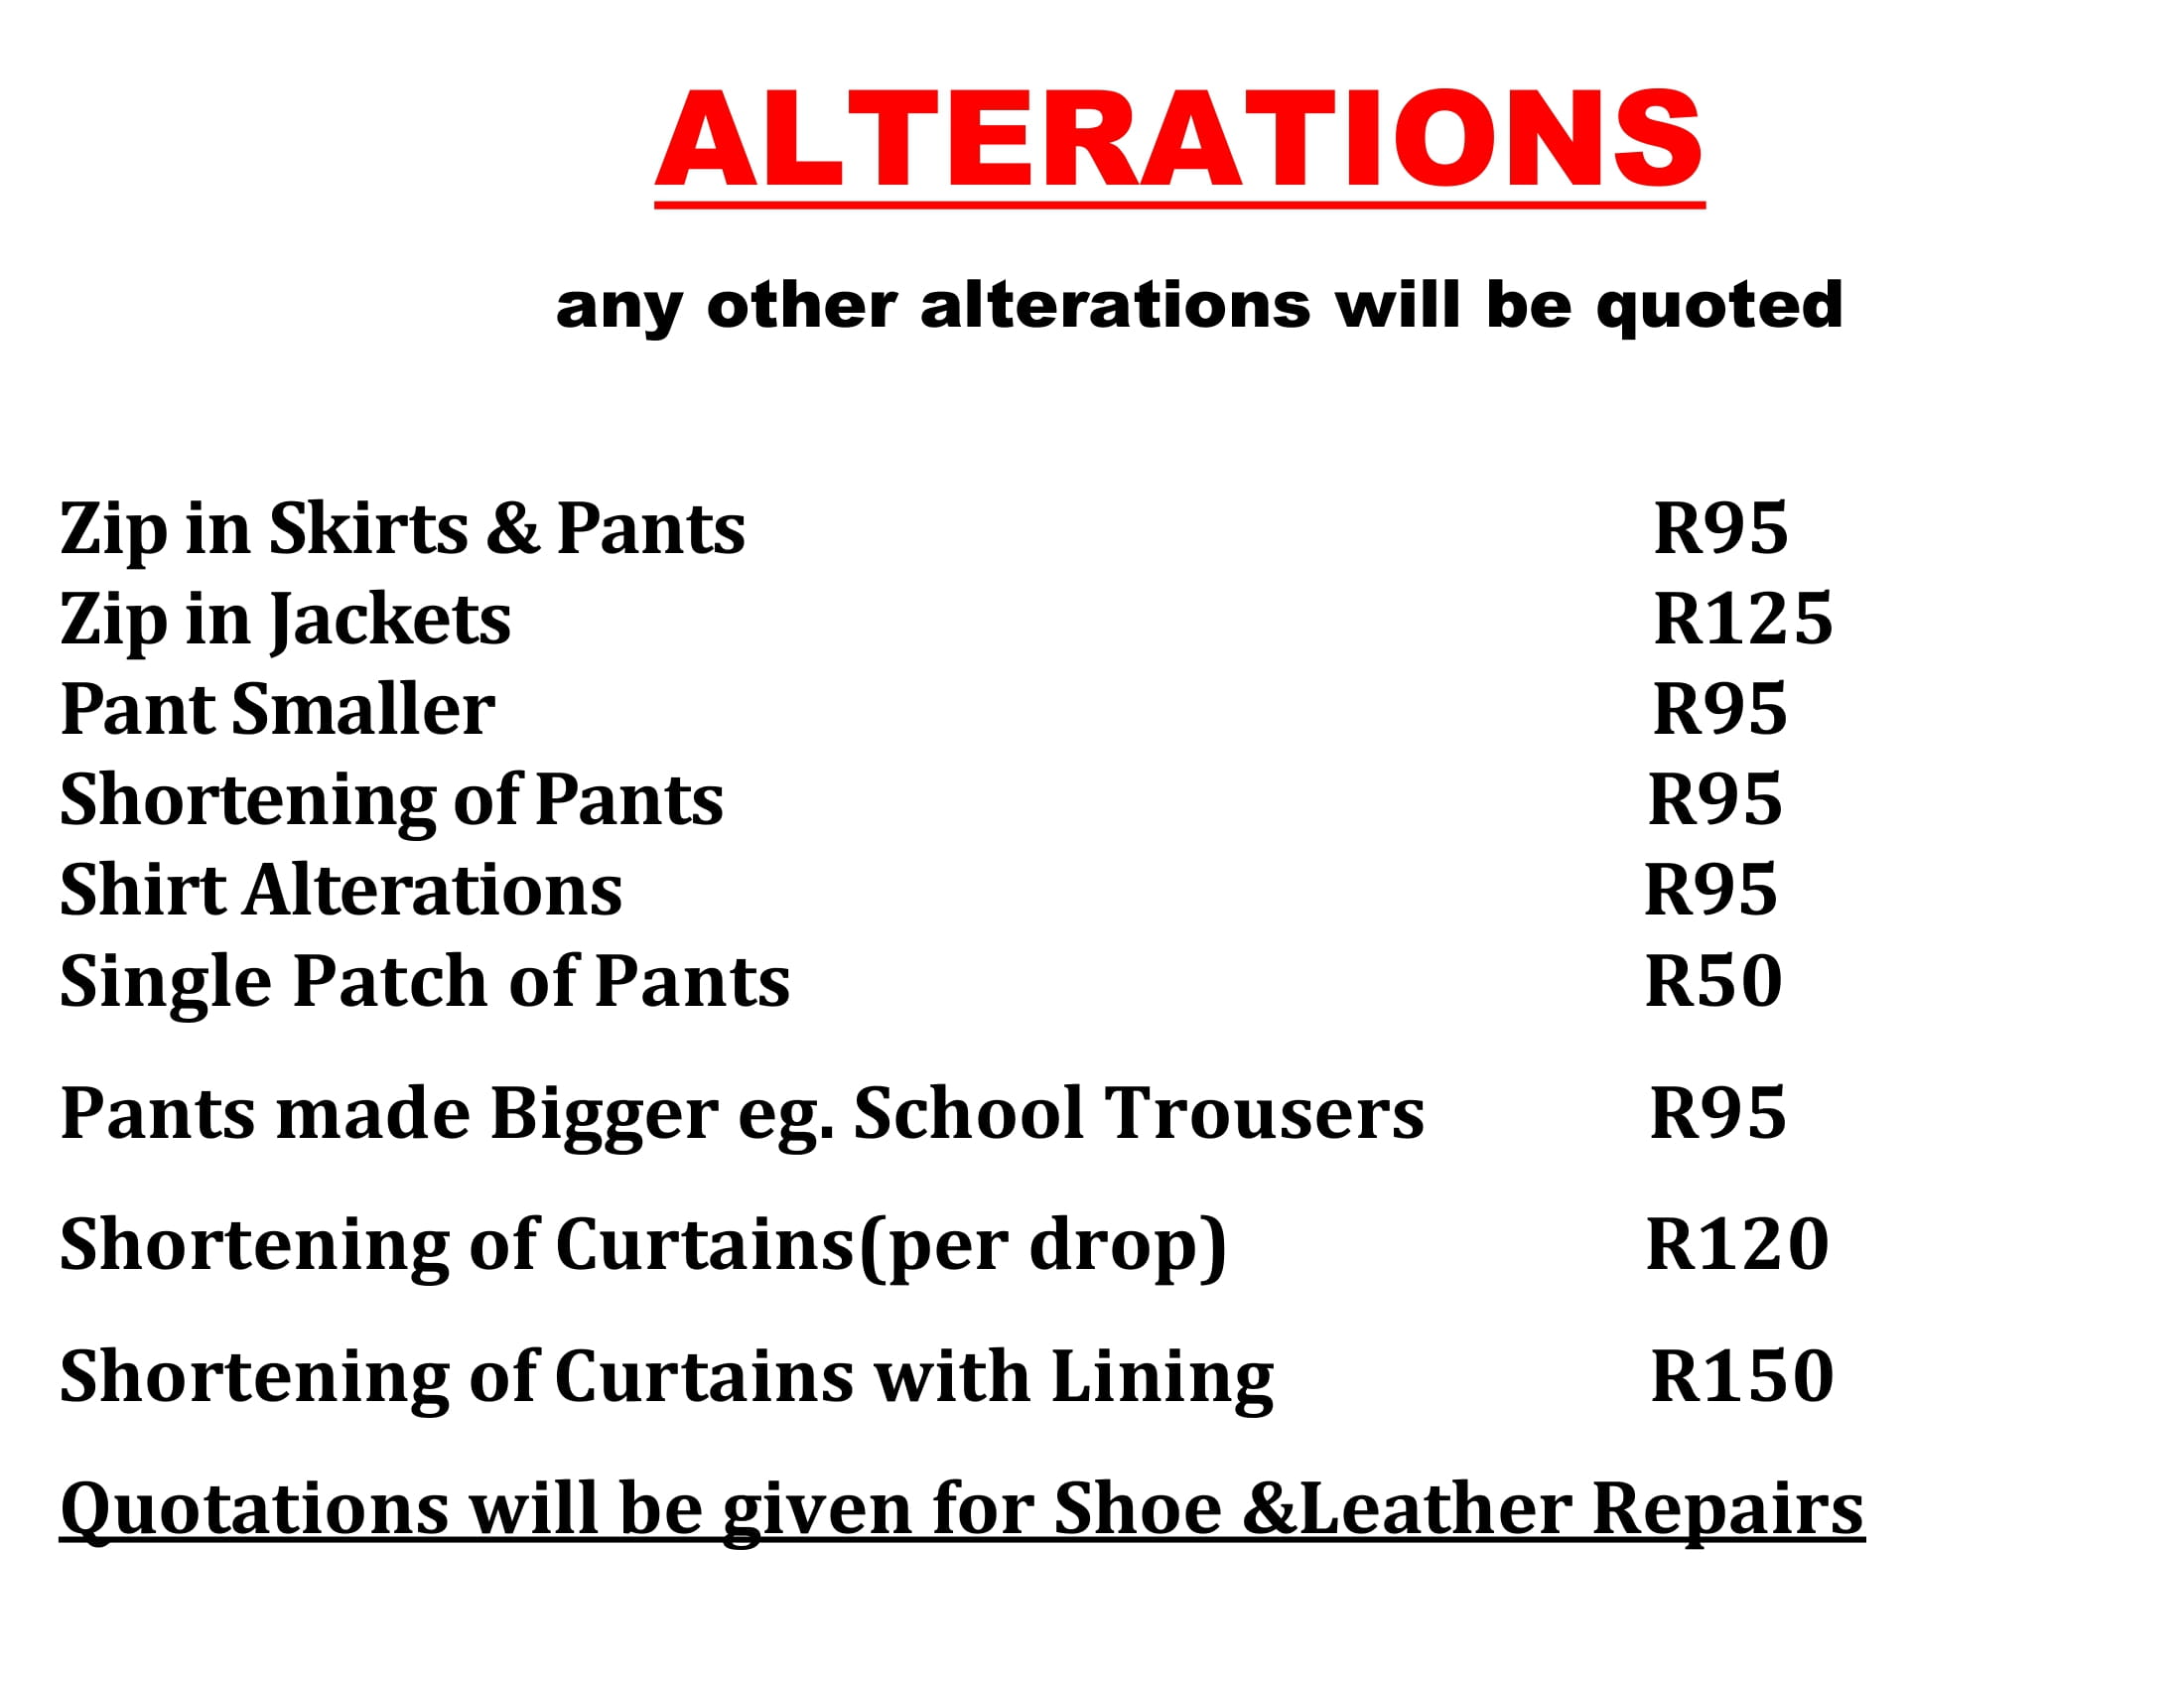 ALTERATIONS
any other alterations will be quoted
Zip in Skirts & Pants R95
Zip in Jackets R125
Pant Smaller R95
Shortening of Pants R95
Shirt Alterations R95
Single Patch of Pants R50
Pants made Bigger eg. School Trousers R95
Shortening of Curtains(per drop) R120
Shortening of Curtains with Lining R150
Quotations will be given for Shoe &Leather Repairs